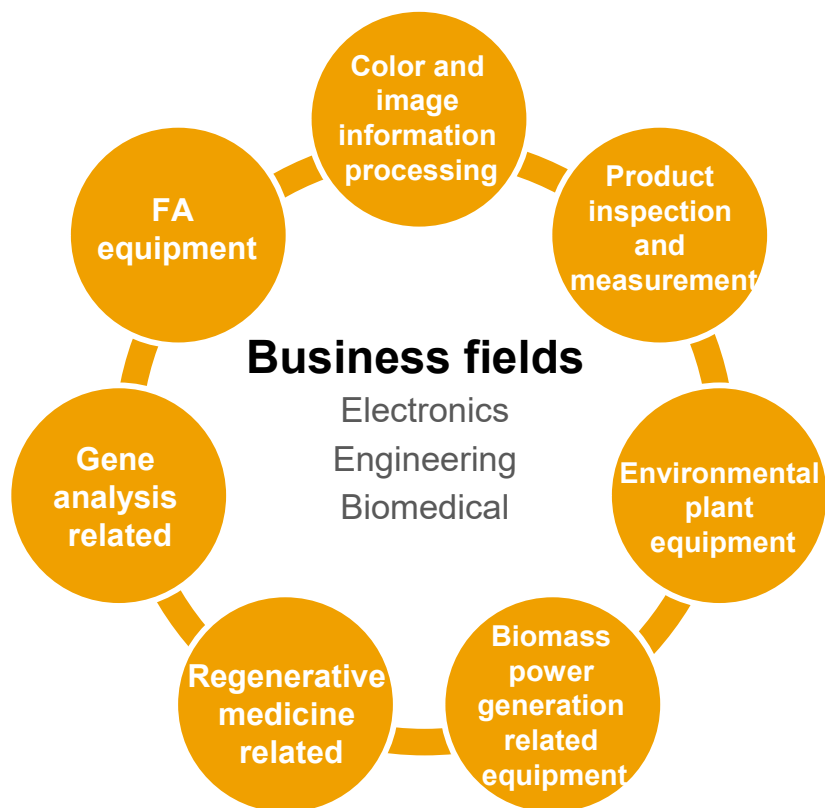 Color and
image
information
processing
Product
inspection
and
measurement
Environmental
plant
equipment
Biomass
power
generation
related
equipment
Regenerative
medicine
related
Gene
analysis
related
FA
equipment
Business fields
Electronics
Engineering
Biomedical